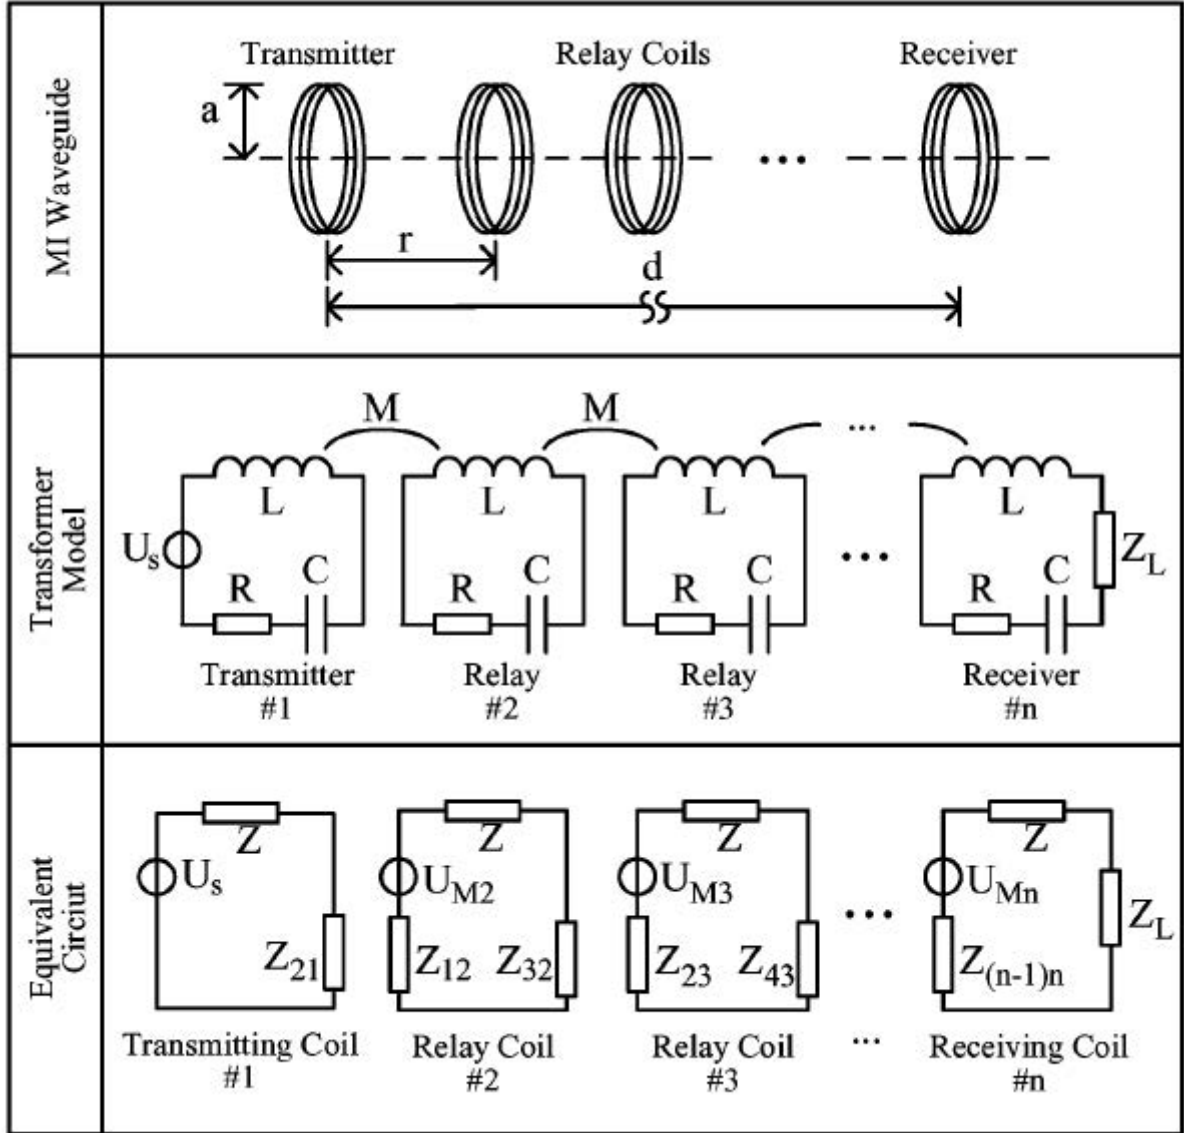 MI Waveguide
Transmitter Relay Coils Receiver
a
...
r
d
Transformer
Model
M M ...
L L L L
Us ... ZL
R C R C R C R C
Transmitter Relay Relay Receiver
#1 #2 #3 #n
Equivalent
Circiut
Z Z Z Z
Us UM2 UM3 ... UMn ZL
Z21 Z12 Z32 Z23 Z43 Z(n-1)n
Transmitting Coil Relay Coil Relay Coil ... Receiving Coil
#1 #2 #3 #n